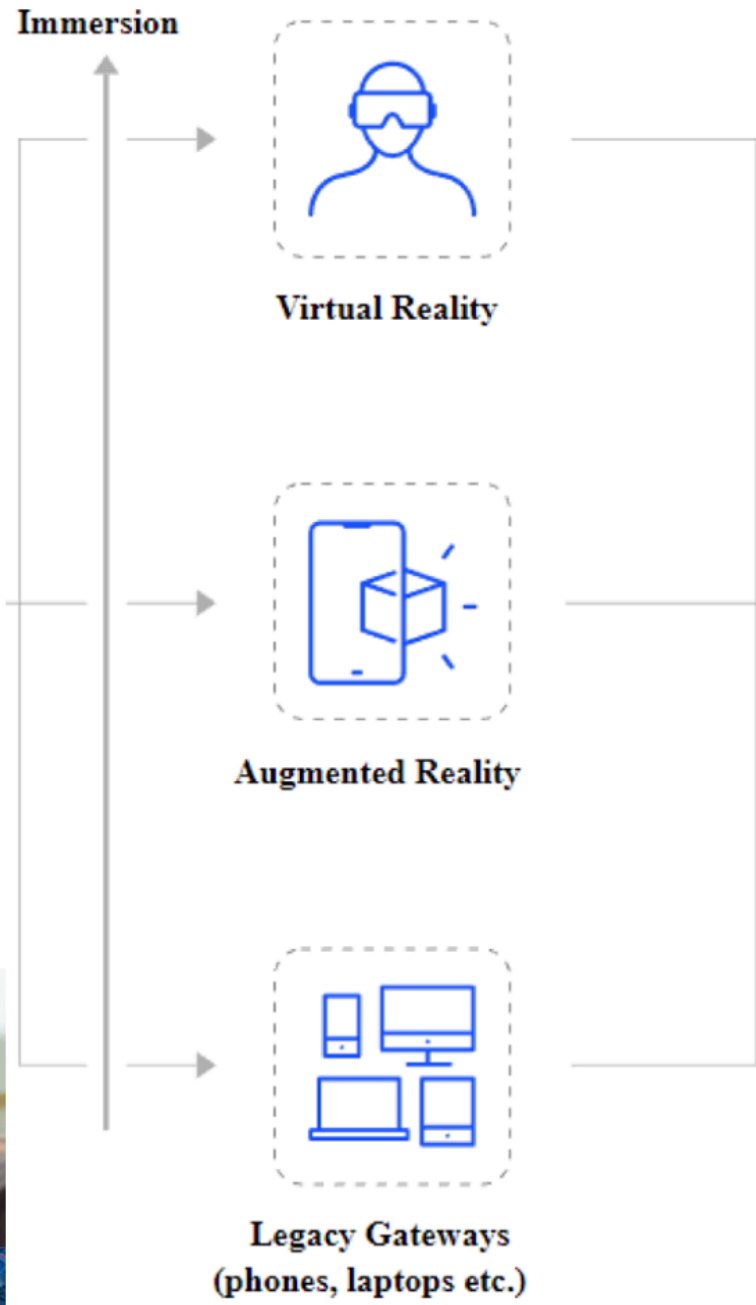 Immersion
Virtual Reality
Augmented Reality
Legacy Gateways
(phones, laptops etc.)